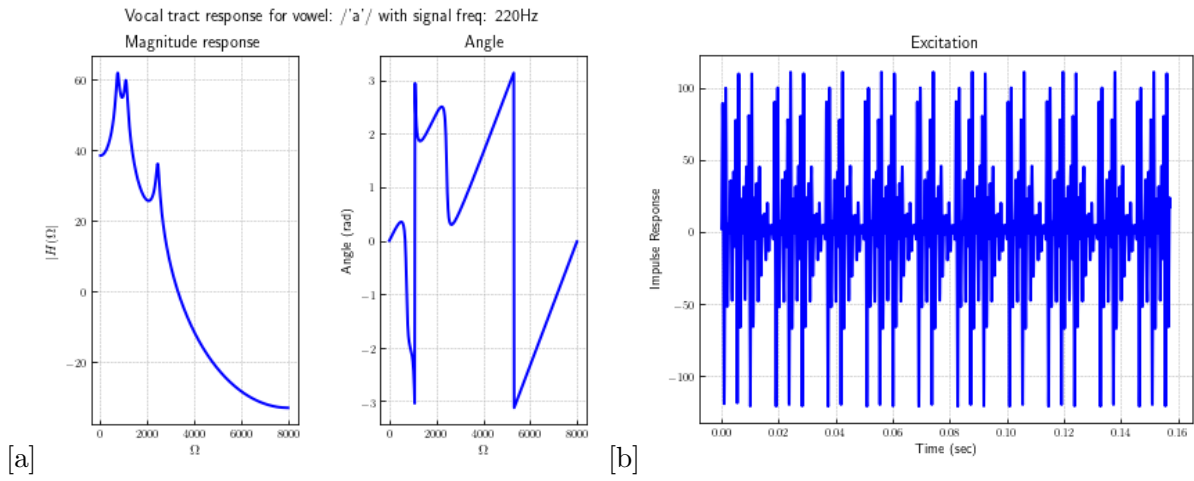 Vocal tract response for vowel: /'a'/ with signal freq: 220Hz
Magnitude response
60
40
20
0
−20
|H(Ω|
0 2000 4000 6000 8000
Ω
[a]
Angle
3
2
1
0
−1
−2
−3
Angle (rad)
0 2000 4000 6000 8000
Ω
Excitation
100
50
0
−50
−100
Impulse Response
0.00 0.02 0.04 0.06 0.08 0.10 0.12 0.14 0.16
Time (sec)
[b]